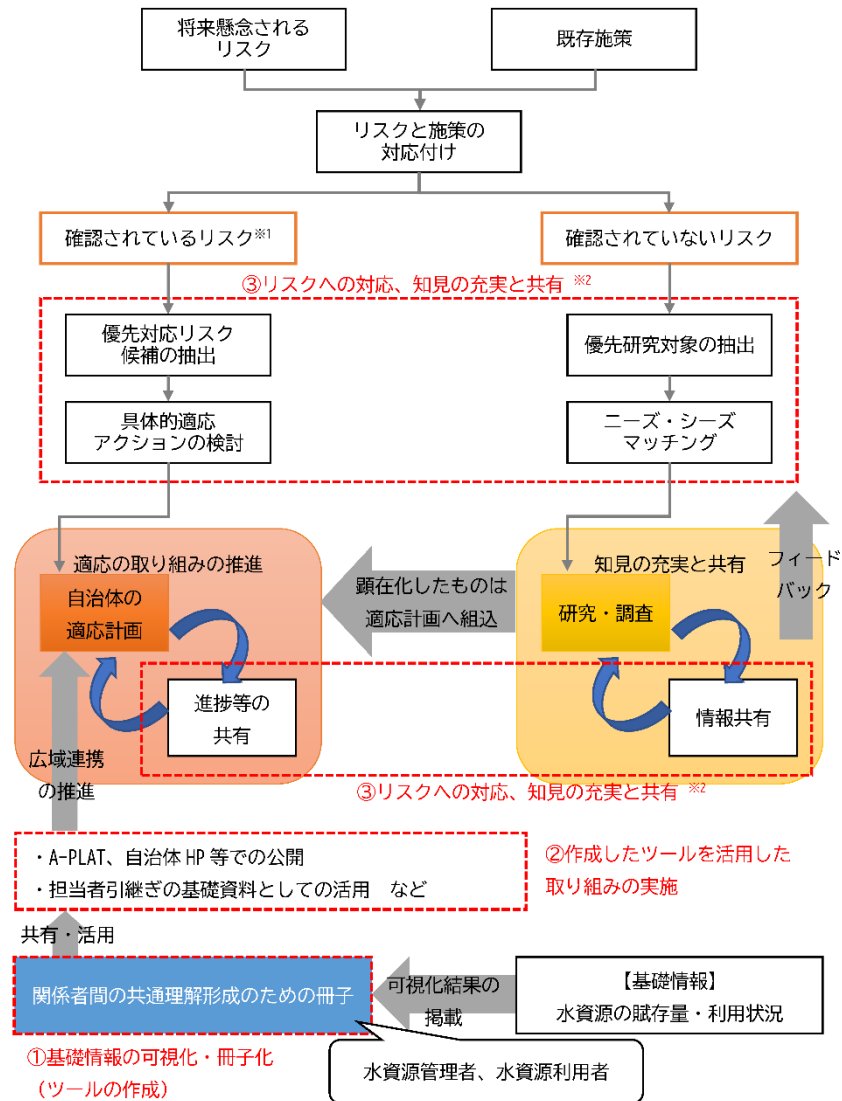 将来懸念される
リスク
既存施策
リスクと施策の
対応付け
確認されているリスク※1
確認されていないリスク
③リスクへの対応、知見の充実と共有 ※2
優先対応リスク
候補の抽出
優先研究対象の抽出
具体的適応
アクションの検討
ニーズ・シーズ
マッチング
適応の取り組みの推進
自治体の
適応計画
進捗等の
共有
顕在化したものは
適応計画へ組込
知見の充実と共有
研究・調査
情報共有
フィード
バック
③リスクへの対応、知見の充実と共有 ※2
広域連携
の推進
・A-PLAT、自治体 HP 等での公開
・担当者引継ぎの基礎資料としての活用 など
②作成したツールを活用した
取り組みの実施
共有・活用
関係者間の共通理解形成のための冊子
可視化結果の
掲載
【基礎情報】
水資源の賦存量・利用状況
①基礎情報の可視化・冊子化
(ツールの作成)
水資源管理者、水資源利用者